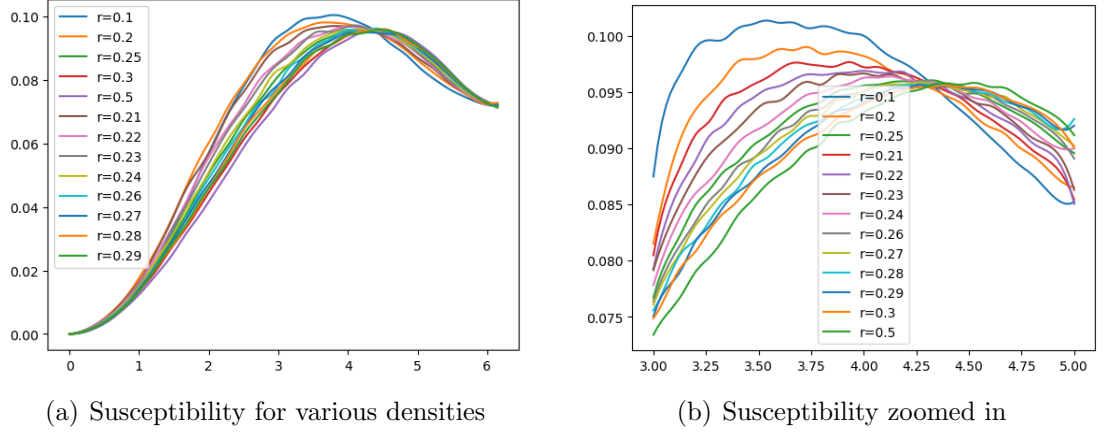 0.10
0.08
0.06
0.04
0.02
0.00
0 1 2 3 4 5 6
r=0.1
r=0.2
r=0.25
r=0.3
r=0.5
r=0.21
r=0.22
r=0.23
r=0.24
r=0.26
r=0.27
r=0.28
r=0.29
(a) Susceptibility for various densities
0.100
0.095
0.090
0.085
0.080
0.075
3.00 3.25 3.50 3.75 4.00 4.25 4.50 4.75 5.00
r=0.1
r=0.2
r=0.25
r=0.21
r=0.22
r=0.23
r=0.24
r=0.26
r=0.27
r=0.28
r=0.29
r=0.3
r=0.5
(b) Susceptibility zoomed in